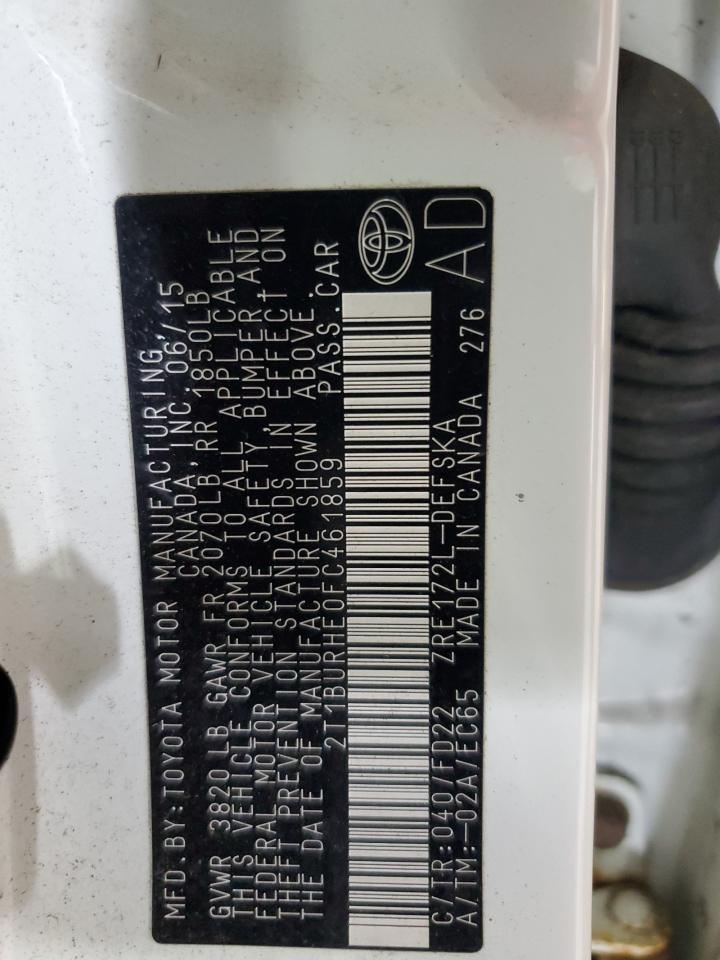 MFD.BY:TOYOTA MOTOR MANUFACTURING,
CANADA, INC. 06/15
GVWR 3820LB GAWR FR 2070LB RR 1850LB
THIS VEHICLE CONFORMS TO ALL APPLICABLE
FEDERAL MOTOR VEHICLE SAFETY, BUMPER, AND
THEFT PREVENTION STANDARDS IN EFFECT ON
THE DATE OF MANUFACTURE SHOWN ABOVE.
2T1BURHE0FC461859 PASS.CAR
C/TR:040/FD22 ZRE172L-DEFSKA
A/TM:-02A/EC65 MADE IN CANADA 276
AD